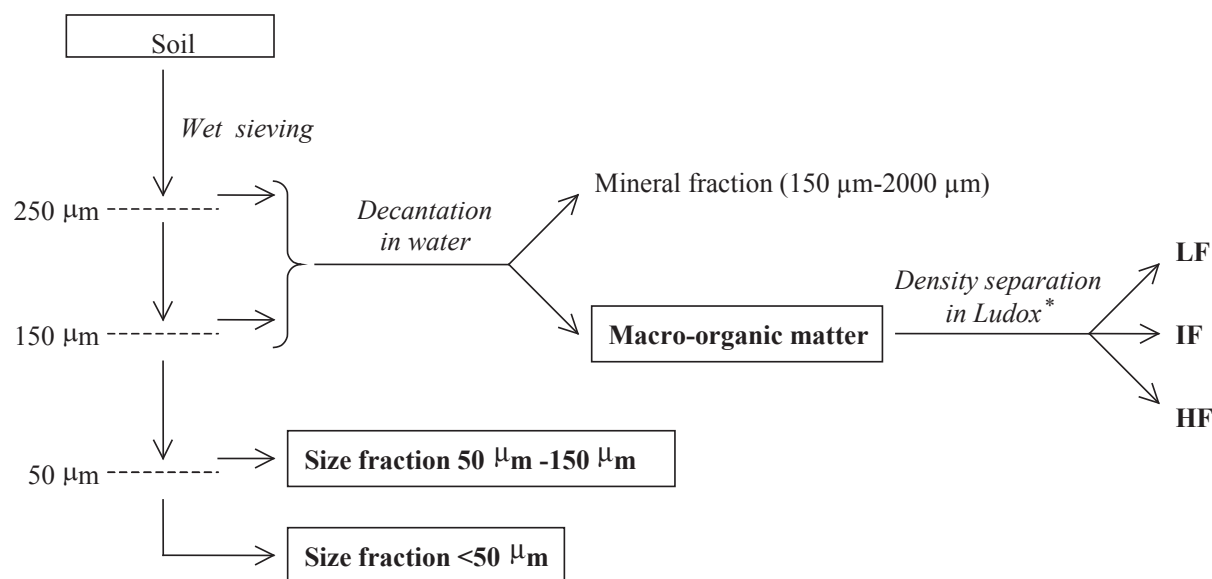 Soil
Wet sieving
250 μm
Decantation
in water
Mineral fraction (150 µm-2000 µm)
150 μm
Macro-organic matter
Density separation
in Ludox*
LF
IF
HF
50 μm
Size fraction 50 μm -150 μm
Size fraction <50 μm